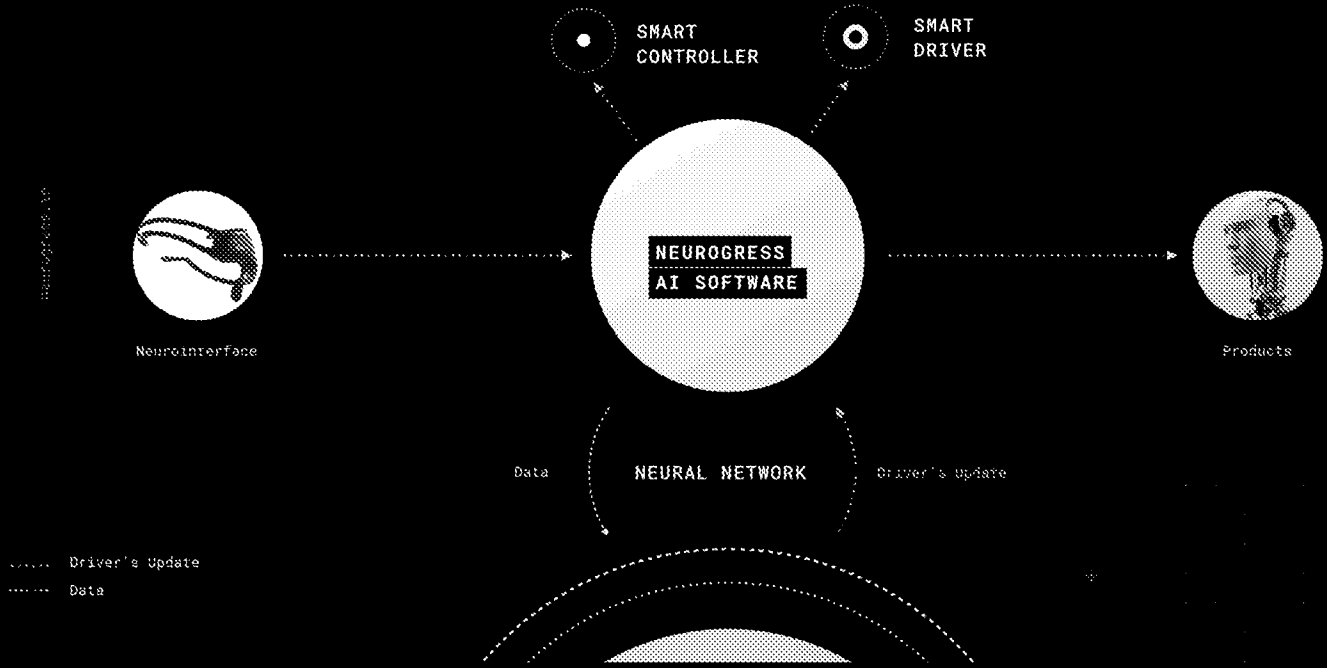 SMART
CONTROLLER
SMART
DRIVER
NEUROGRESS
AI SOFTWARE
Neurointerface
Products
Data
NEURAL NETWORK
Driver's Update
Driver's Update
Data